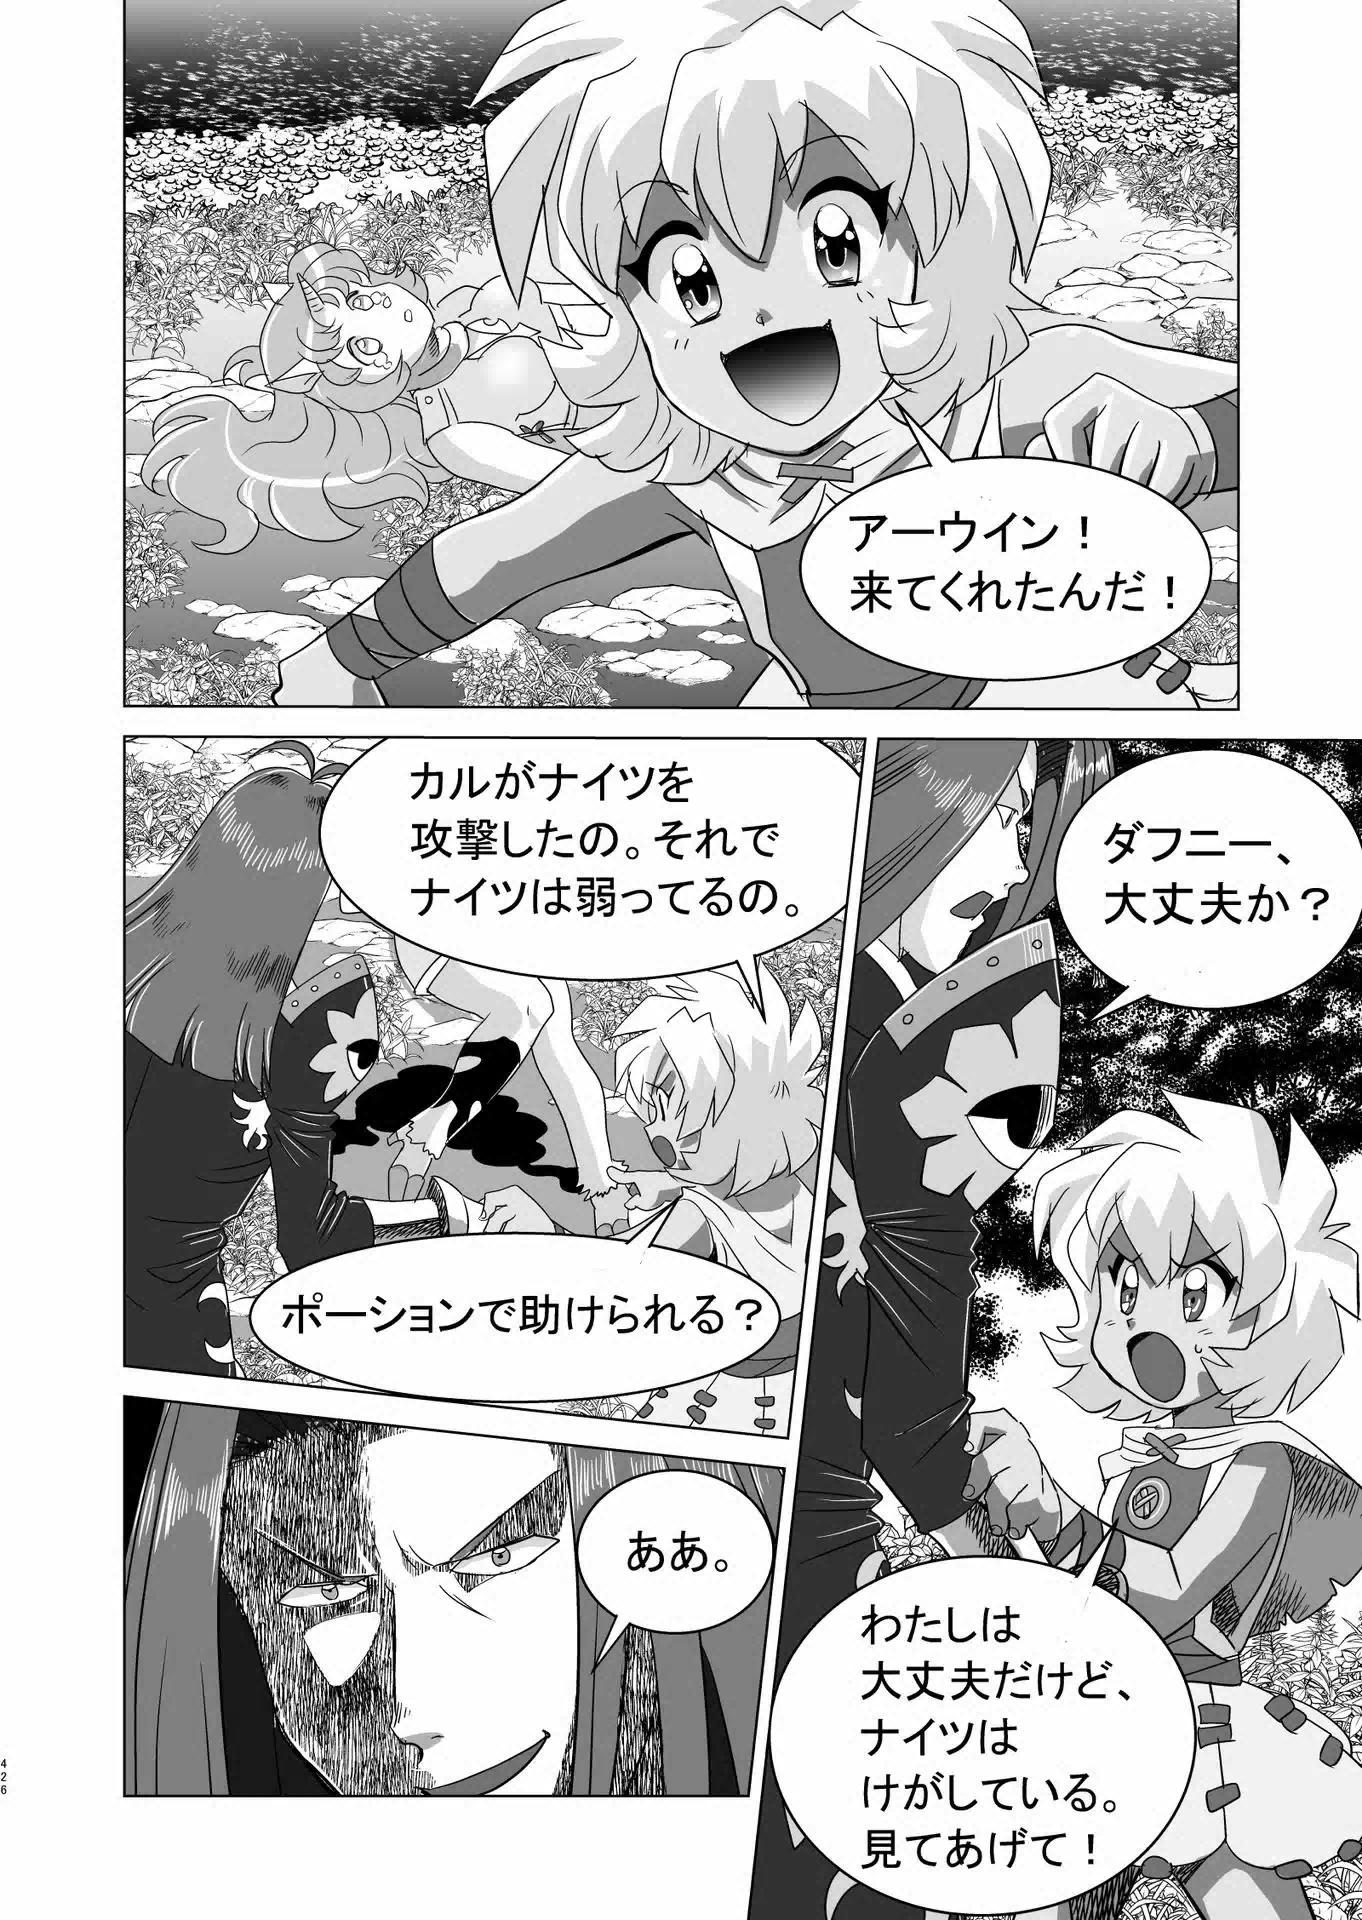 アーウイン！
来てくれたんだ！
ダフニー、
大丈夫か？
わたしは
大丈夫だけど、
ナイツは
けがしている。
見てあげて！
カルがナイツを
攻撃したの。それで
ナイツは弱ってるの。
ポーションで助けられる？
ああ。
426